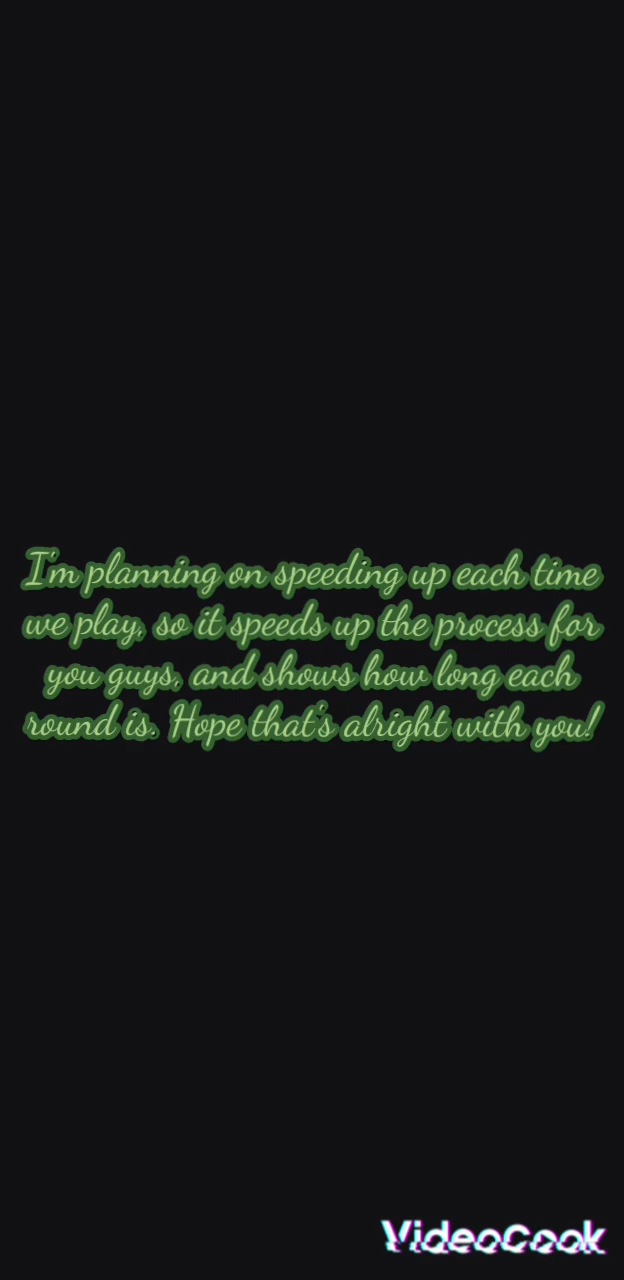 I'm planning on speeding up each time
we play, so it speeds up the process for
you guys, and shows how long each
round is. Hope that's alright with you!
VideoCook